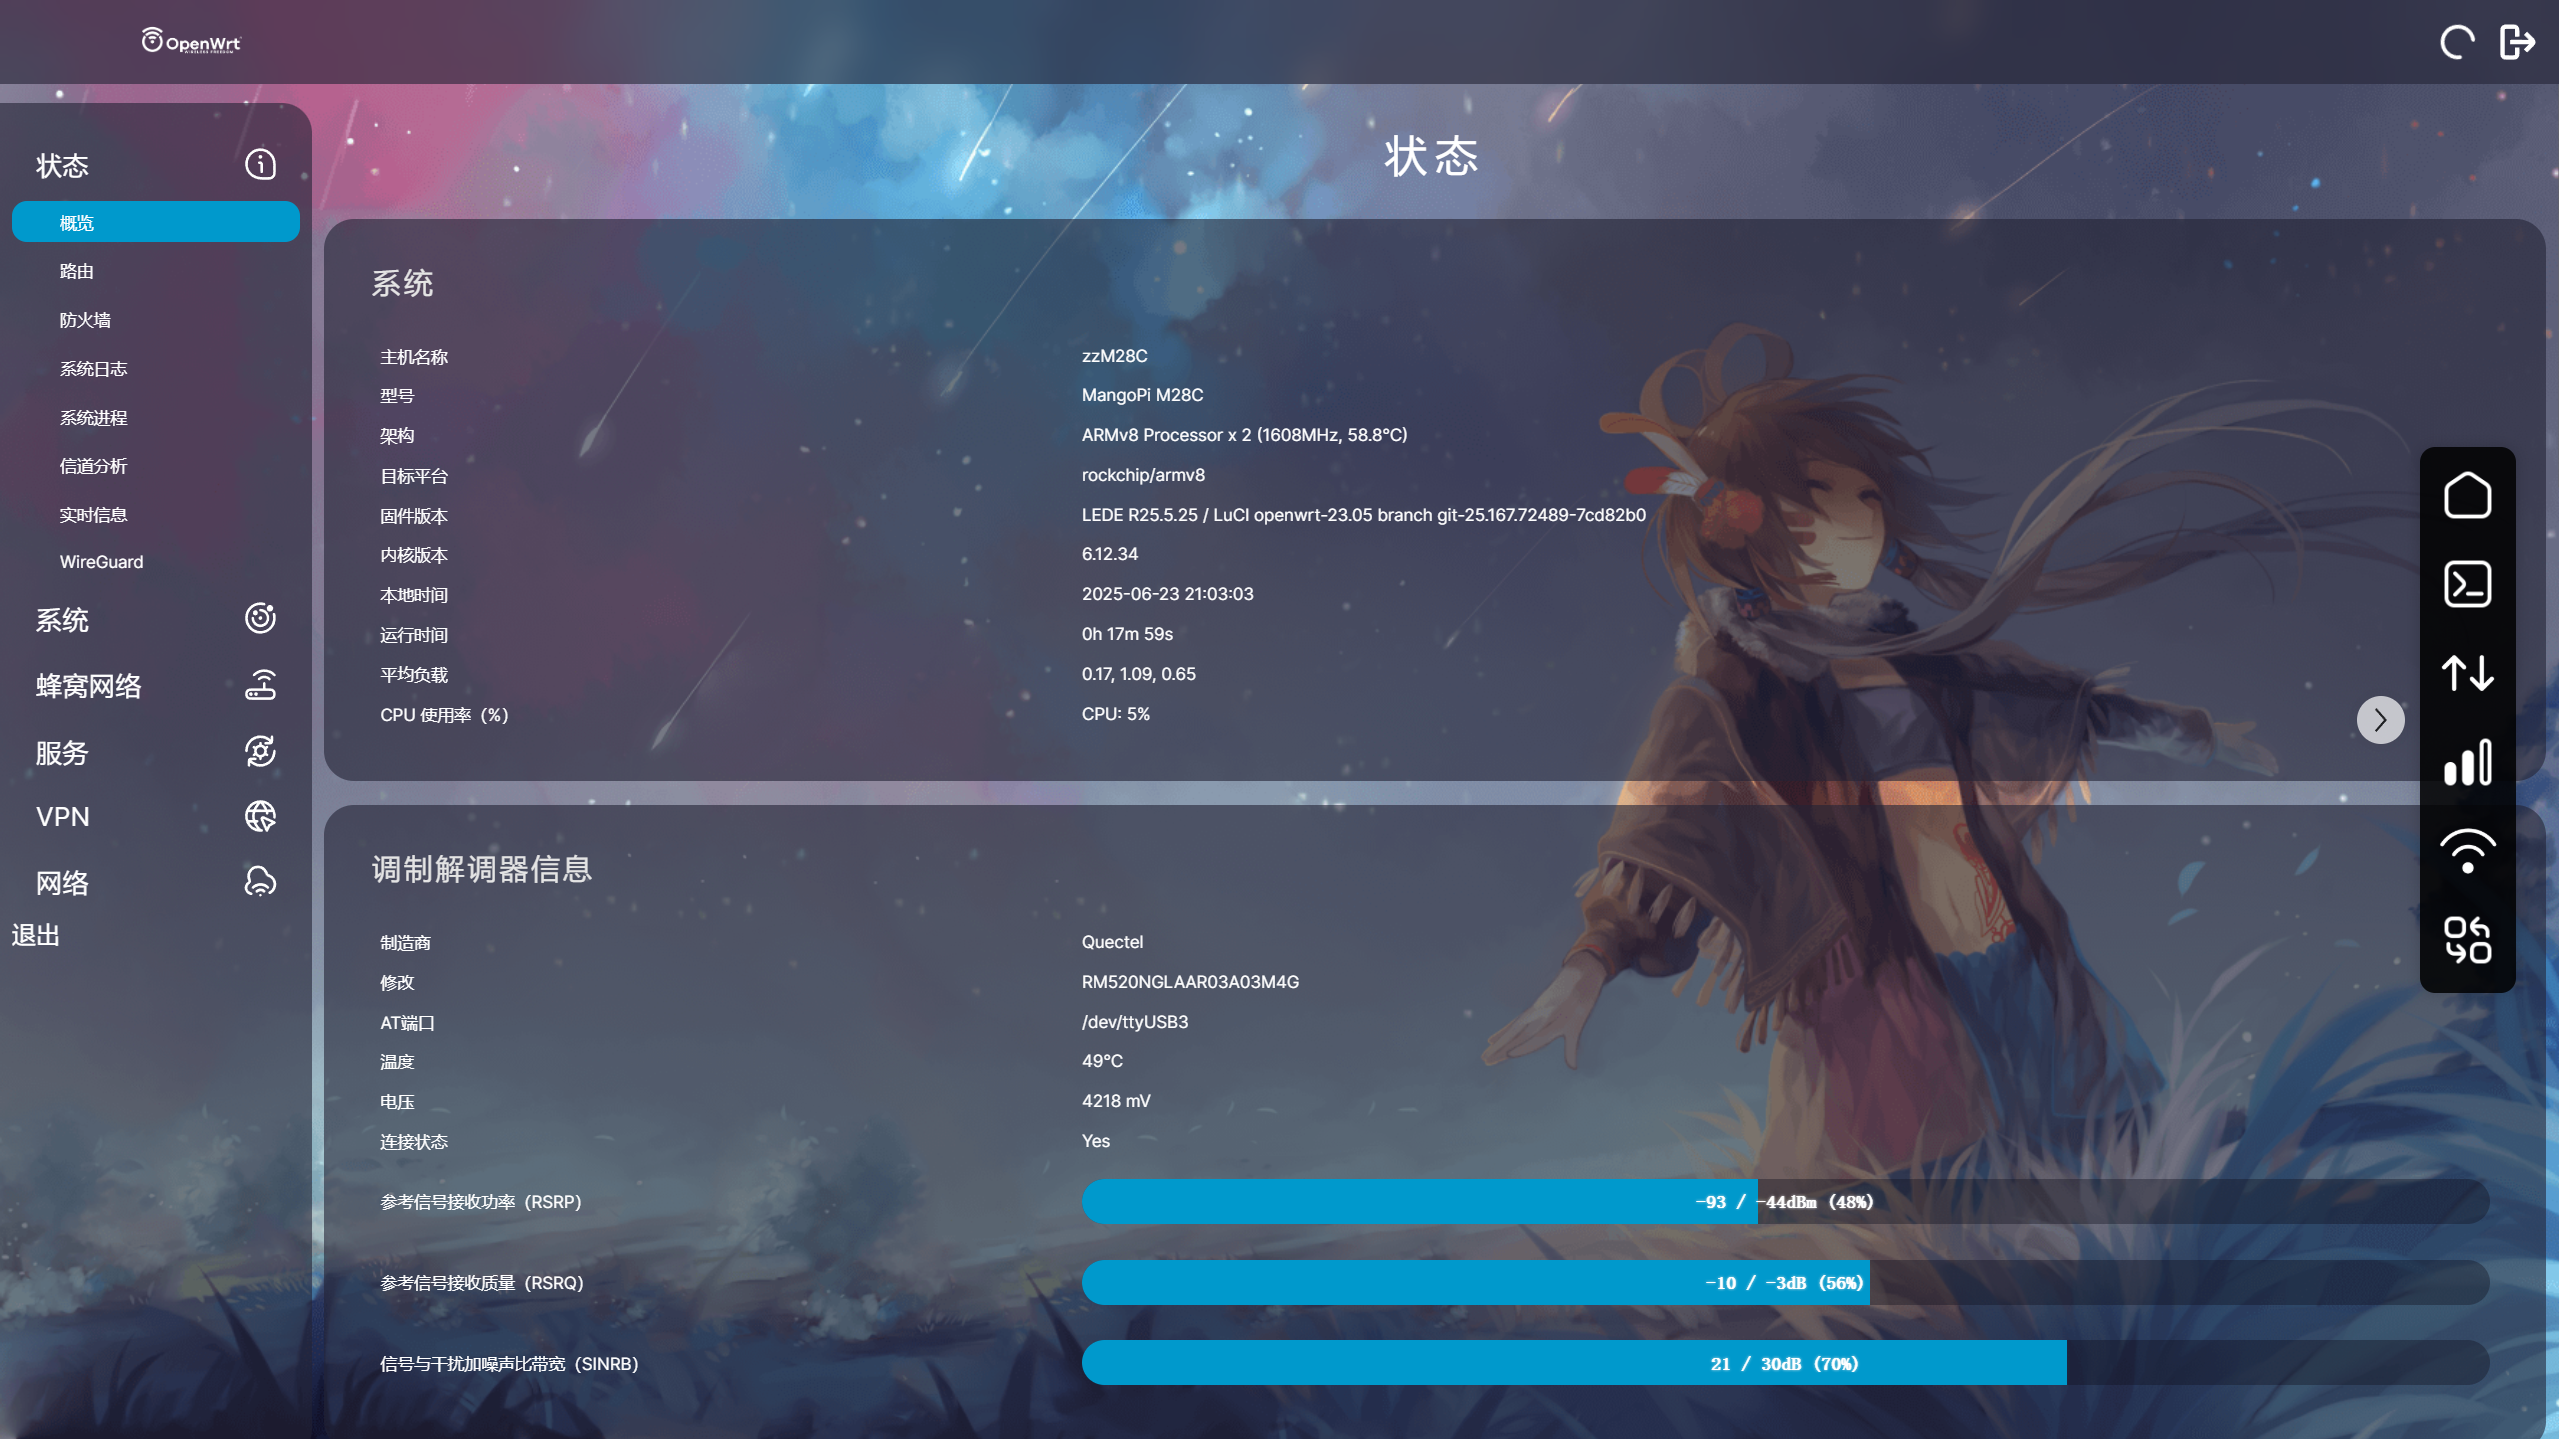 OpenWrt
WIRELESS FREEDOM
状态
概览
路由
防火墙
系统日志
系统进程
信道分析
实时信息
WireGuard
系统
蜂窝网络
服务
VPN
网络
退出
状态
系统
主机名称 zzM28C
型号 MangoPi M28C
架构 ARMv8 Processor x 2 (1608MHz, 58.8°C)
目标平台 rockchip/armv8
固件版本 LEDE R25.5.25 / LuCI openwrt-23.05 branch git-25.167.72489-7cd82b0
内核版本 6.12.34
本地时间 2025-06-23 21:03:03
运行时间 0h 17m 59s
平均负载 0.17, 1.09, 0.65
CPU 使用率（%） CPU: 5%
调制解调器信息
制造商 Quectel
修改 RM520NGLAAR03A03M4G
AT端口 /dev/ttyUSB3
温度 49°C
电压 4218 mV
连接状态 Yes
参考信号接收功率（RSRP） -93 / -44dBm (48%)
参考信号接收质量（RSRQ） -10 / -3dB (56%)
信号与干扰加噪声比带宽（SINRB） 21 / 30dB (70%)